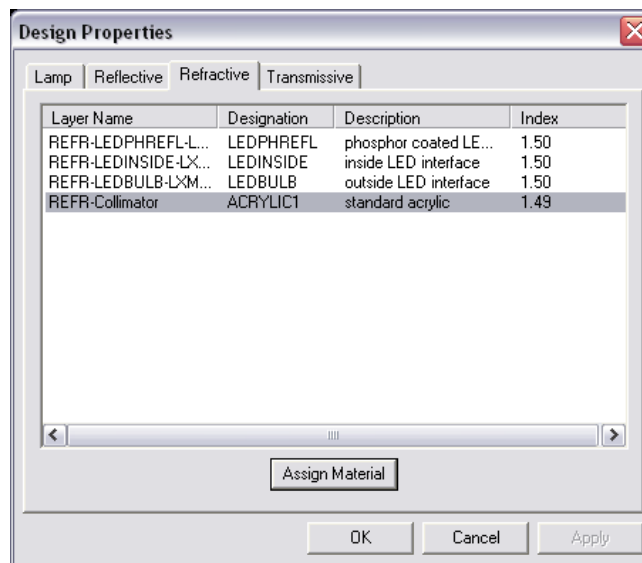 Design Properties
Lamp Reflective Refractive Transmissive
Layer Name Designation Description Index
REFR-LEDPHREFL-L... LEDPHREFL phosphor coated LE... 1.50
REFR-LEDINSIDE-LX... LEDINSIDE inside LED interface 1.50
REFR-LEDBULB-LXM... LEDBULB outside LED interface 1.50
REFR-Collimator ACRYLIC1 standard acrylic 1.49
Assign Material
OK Cancel Apply